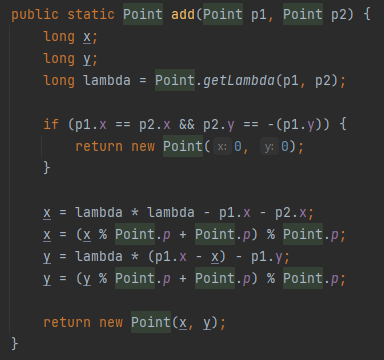 public static Point add(Point p1, Point p2) {
long x;
long y;
long lambda = Point.getLambda(p1, p2);
if (p1.x == p2.x && p2.y == -(p1.y)) {
return new Point( x: 0, y: 0);
}
x = lambda * lambda - p1.x - p2.x;
x = (x % Point.p + Point.p) % Point.p;
y = lambda * (p1.x - x) - p1.y;
y = (y % Point.p + Point.p) % Point.p;
return new Point(x, y);
}